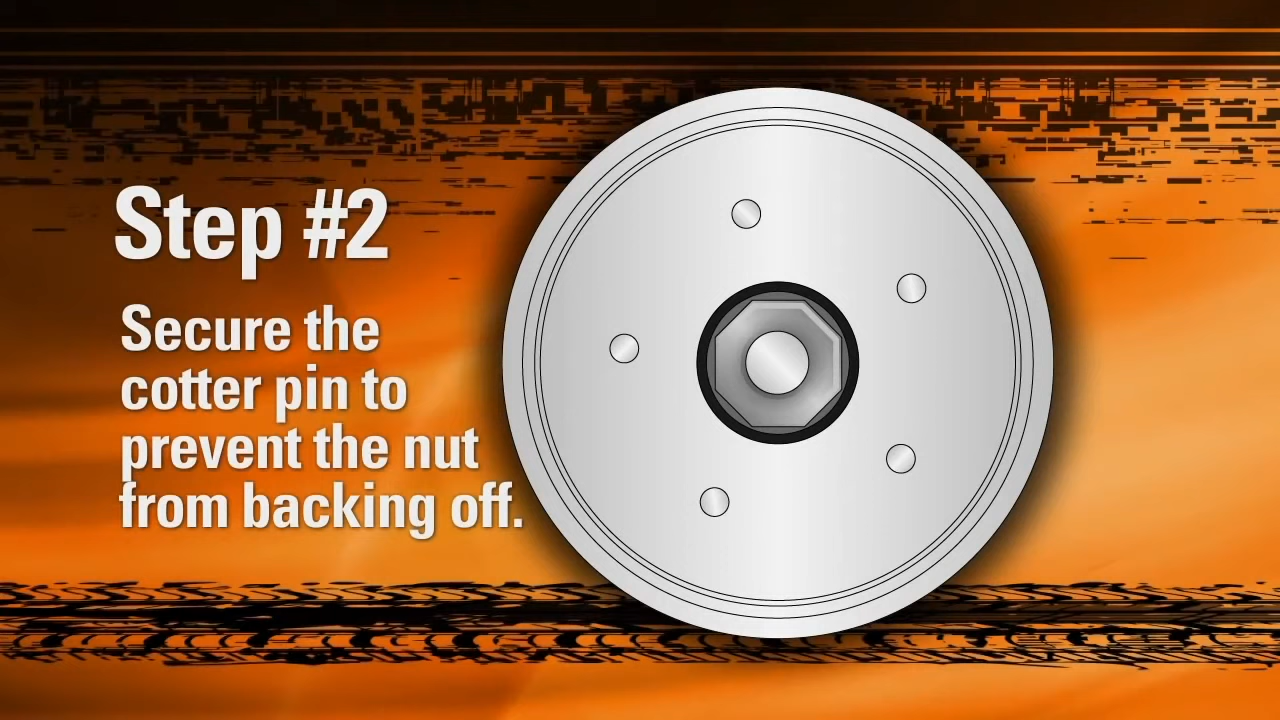 Step #2
Secure the
cotter pin to
prevent the nut
from backing off.